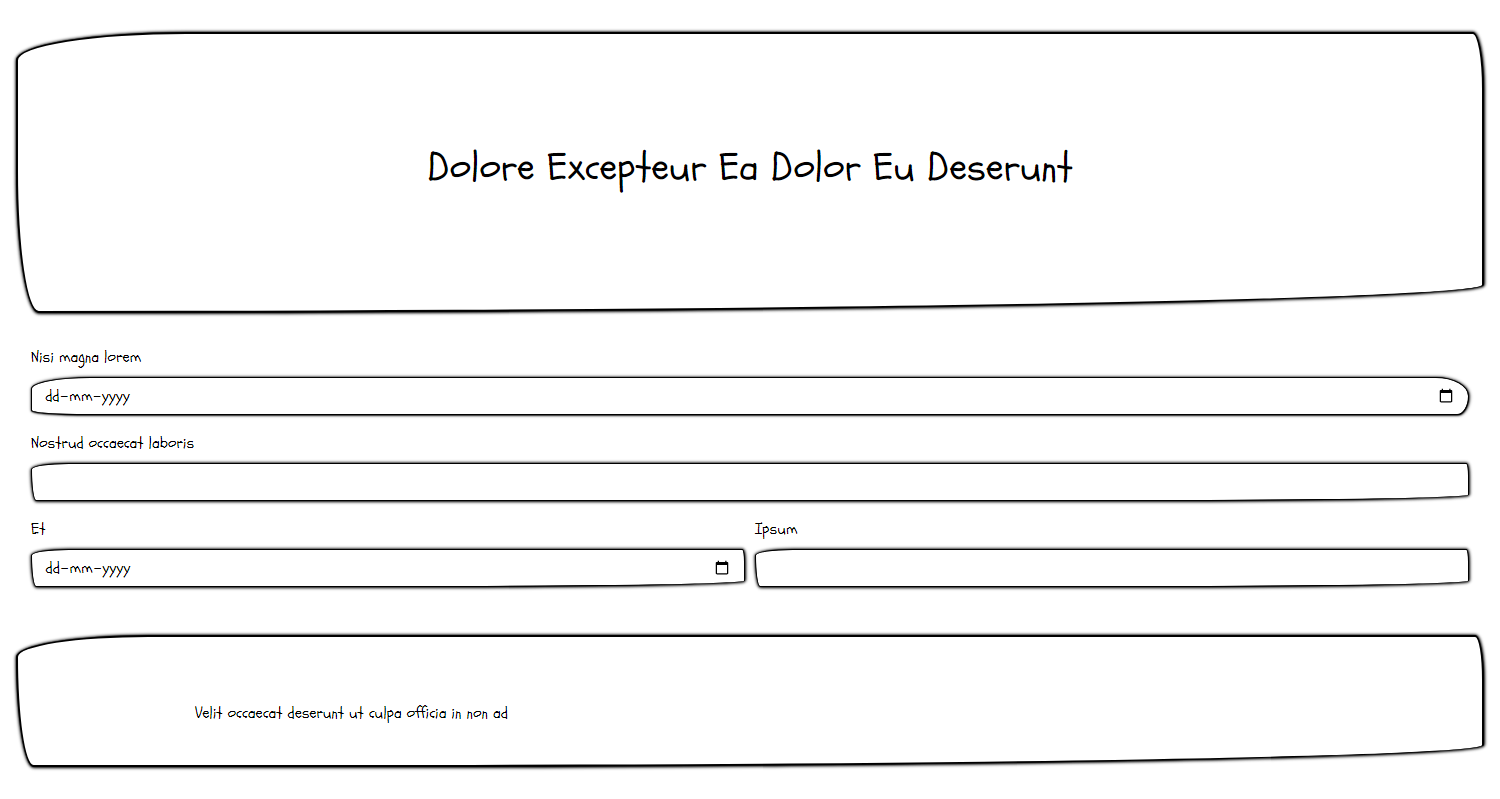 Dolore Excepteur Ea Dolor Eu Deserunt
Nisi magna lorem
dd-mm-yyyy
Nostrud occaecat laboris
Et
Ipsum
dd-mm-yyyy
Velit occaecat deserunt ut culpa officia in non ad